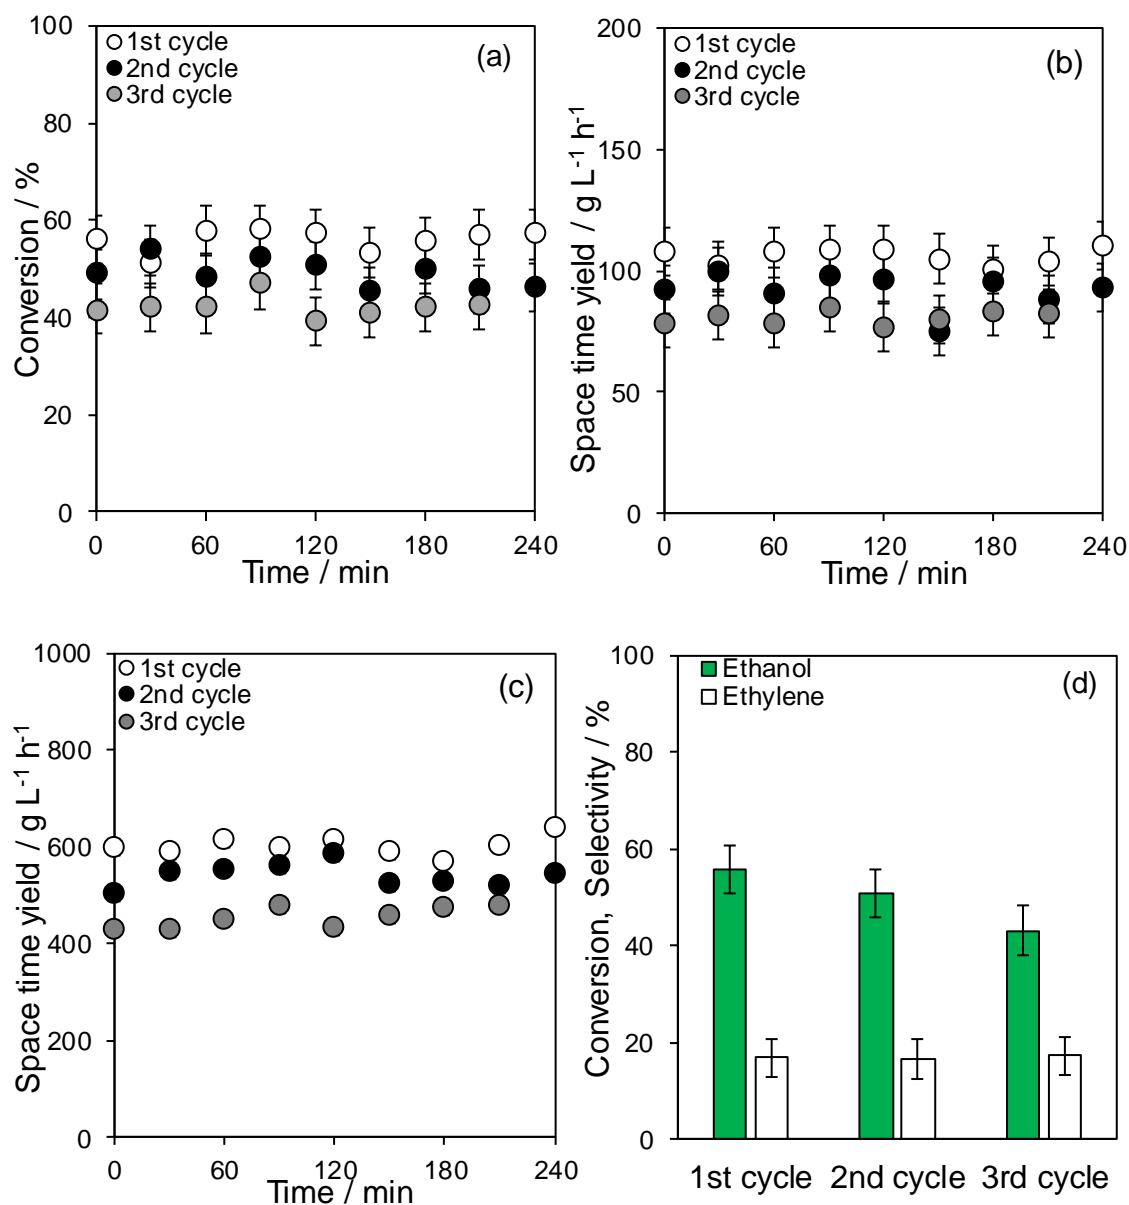 100
80
60
40
20
0
Conversion / %
1st cycle
2nd cycle
3rd cycle
(a)
0 60 120 180 240
Time / min
200
150
100
50
0
Space time yield / g L⁻¹ h⁻¹
1st cycle
2nd cycle
3rd cycle
(b)
0 60 120 180 240
Time / min
1000
800
600
400
200
0
Space time yield / g L⁻¹ h⁻¹
1st cycle
2nd cycle
3rd cycle
(c)
0 60 120 180 240
Time / min
100
80
60
40
20
0
Conversion, Selectivity / %
Ethanol
Ethylene
(d)
1st cycle 2nd cycle 3rd cycle